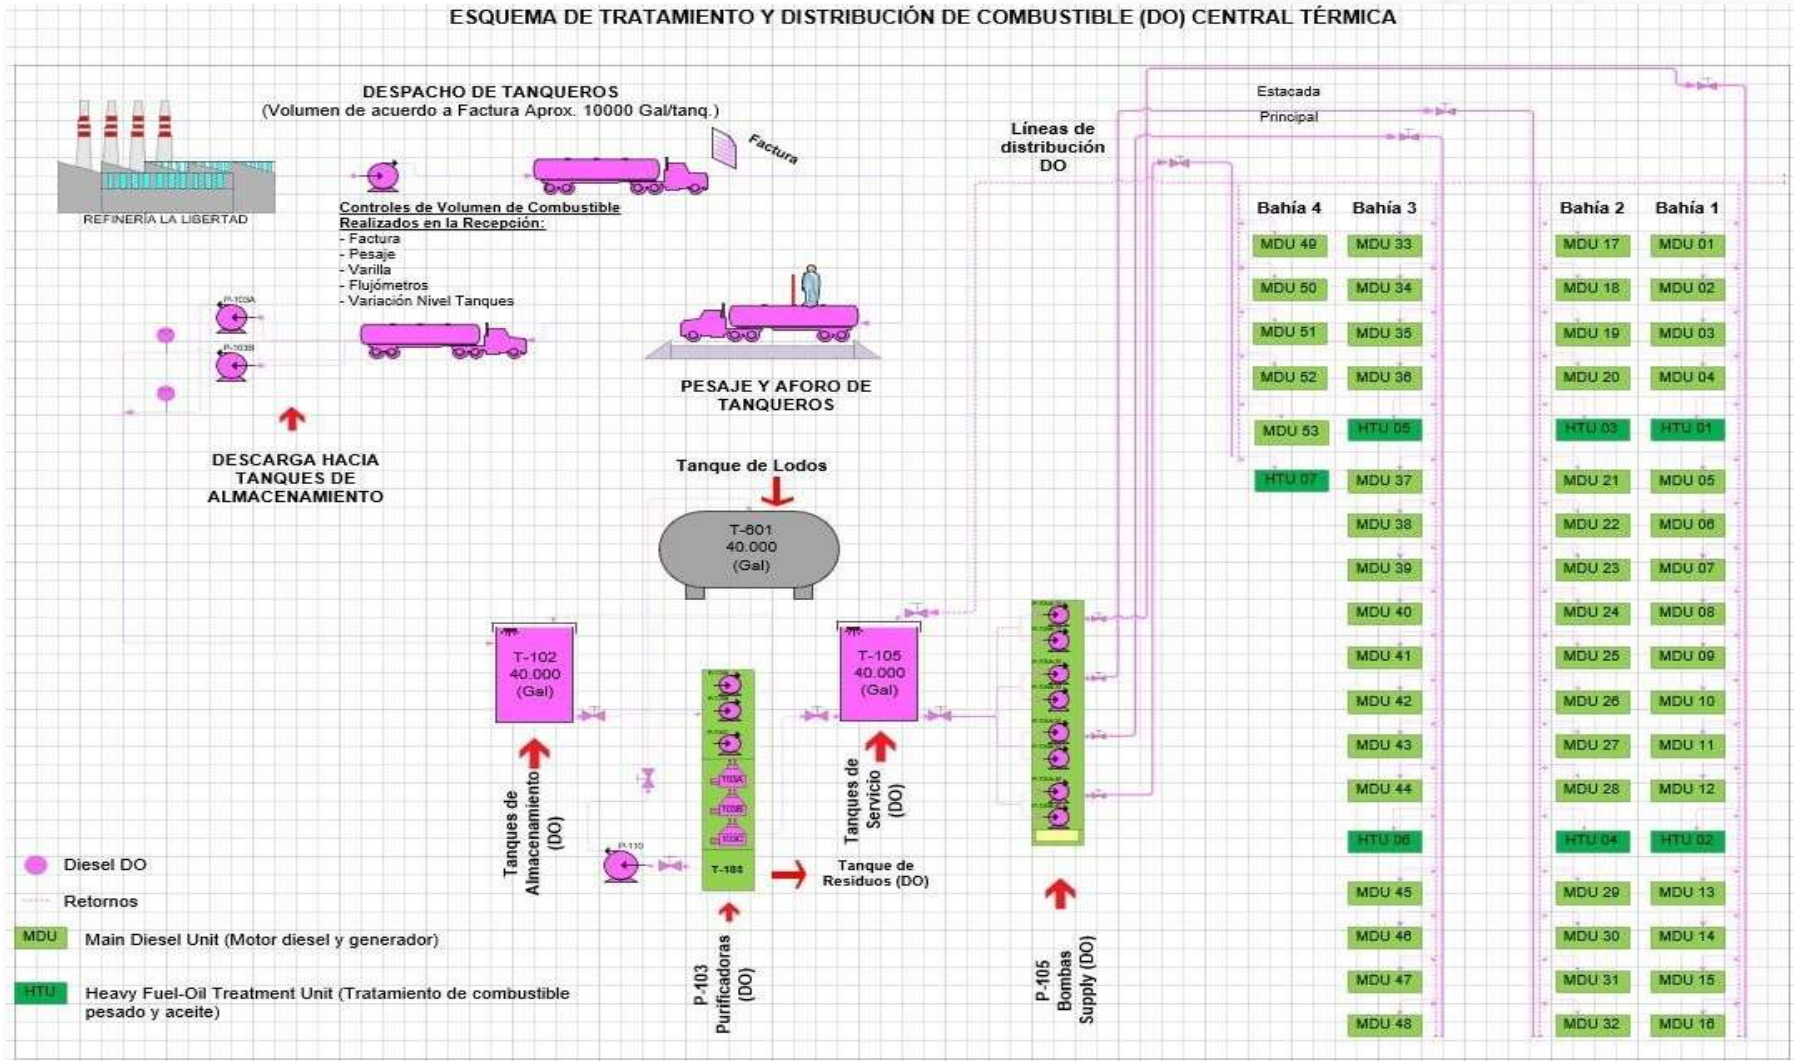 ESQUEMA DE TRATAMIENTO Y DISTRIBUCIÓN DE COMBUSTIBLE (DO) CENTRAL TÉRMICA
DESPACHO DE TANQUEROS
(Volumen de acuerdo a Factura Aprox. 10000 Gal/tanq.)
Factura
REFINERÍA LA LIBERTAD
Controles de Volumen de Combustible
Realizados en la Recepción:
- Factura
- Pesaje
- Varilla
- Flujómetros
- Variación Nivel Tanques
P-103A
P-103B
DESCARGA HACIA
TANQUES DE
ALMACENAMIENTO
PESAJE Y AFORO DE
TANQUEROS
Tanque de Lodos
T-601
40.000
(Gal)
T-102
40.000
(Gal)
Tanques de
Almacenamiento
(DO)
T-105
40.000
(Gal)
Tanques de
Servicio
(DO)
103A
103B
103C
P-110
Tanque de
Residuos (DO)
P-103
Purificadoras
(DO)
P-105
Bombas
Supply (DO)
Líneas de
distribución
DO
Estacada
Principal
Bahía 4 Bahía 3 Bahía 2 Bahía 1
MDU 49 MDU 33 MDU 17 MDU 01
MDU 50 MDU 34 MDU 18 MDU 02
MDU 51 MDU 35 MDU 19 MDU 03
MDU 52 MDU 36 MDU 20 MDU 04
MDU 53 HTU 05 HTU 03 HTU 01
HTU 07 MDU 37 MDU 21 MDU 05
MDU 38 MDU 22 MDU 06
MDU 39 MDU 23 MDU 07
MDU 40 MDU 24 MDU 08
MDU 41 MDU 25 MDU 09
MDU 42 MDU 26 MDU 10
MDU 43 MDU 27 MDU 11
MDU 44 MDU 28 MDU 12
HTU 06 HTU 04 HTU 02
MDU 45 MDU 29 MDU 13
MDU 46 MDU 30 MDU 14
MDU 47 MDU 31 MDU 15
MDU 48 MDU 32 MDU 16
Diesel DO
Retornos
MDU Main Diesel Unit (Motor diesel y generador)
HTU Heavy Fuel-Oil Treatment Unit (Tratamiento de combustible
pesado y aceite)